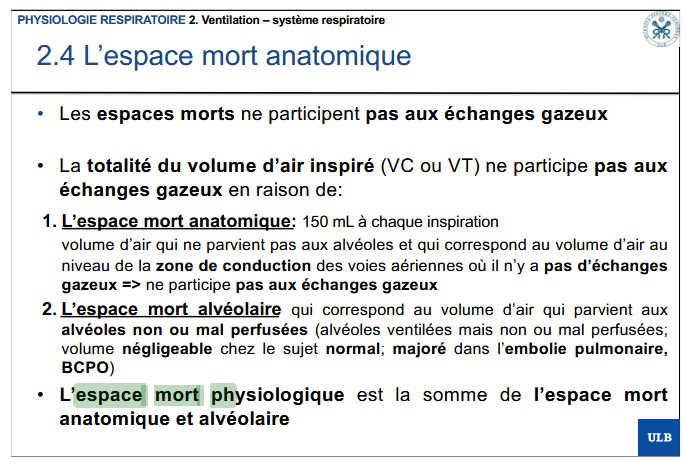 PHYSIOLOGIE RESPIRATOIRE 2. Ventilation – système respiratoire
2.4 L’espace mort anatomique
• Les espaces morts ne participent pas aux échanges gazeux
• La totalité du volume d’air inspiré (VC ou VT) ne participe pas aux
échanges gazeux en raison de:
1. L’espace mort anatomique: 150 mL à chaque inspiration
volume d’air qui ne parvient pas aux alvéoles et qui correspond au volume d’air au
niveau de la zone de conduction des voies aériennes où il n’y a pas d’échanges
gazeux => ne participe pas aux échanges gazeux
2. L’espace mort alvéolaire qui correspond au volume d’air qui parvient aux
alvéoles non ou mal perfusées (alvéoles ventilées mais non ou mal perfusées;
volume négligeable chez le sujet normal; majoré dans l’embolie pulmonaire,
BCPO)
• L’espace mort physiologique est la somme de l’espace mort
anatomique et alvéolaire
ULB